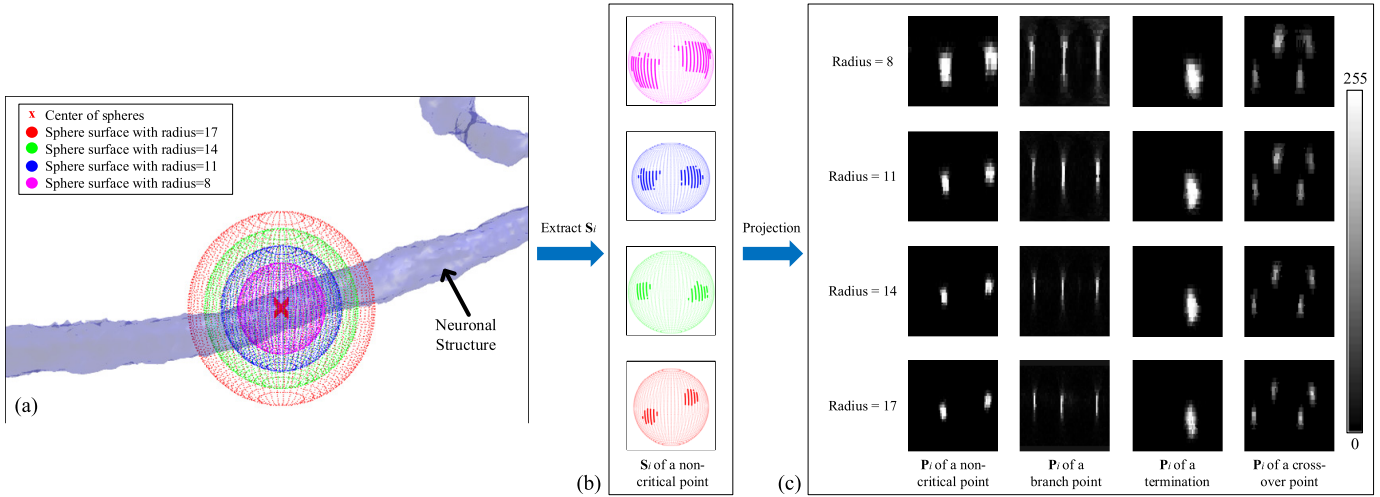 x Center of spheres
Sphere surface with radius=17
Sphere surface with radius=14
Sphere surface with radius=11
Sphere surface with radius=8
Neuronal
Structure
(a)
Extract Si
(b)
Si of a non-
critical point
Projection
(c)
Radius = 8
Radius = 11
Radius = 14
Radius = 17
Pi of a non-
critical point
Pi of a
branch point
Pi of a
termination
Pi of a cross-
over point
255
0